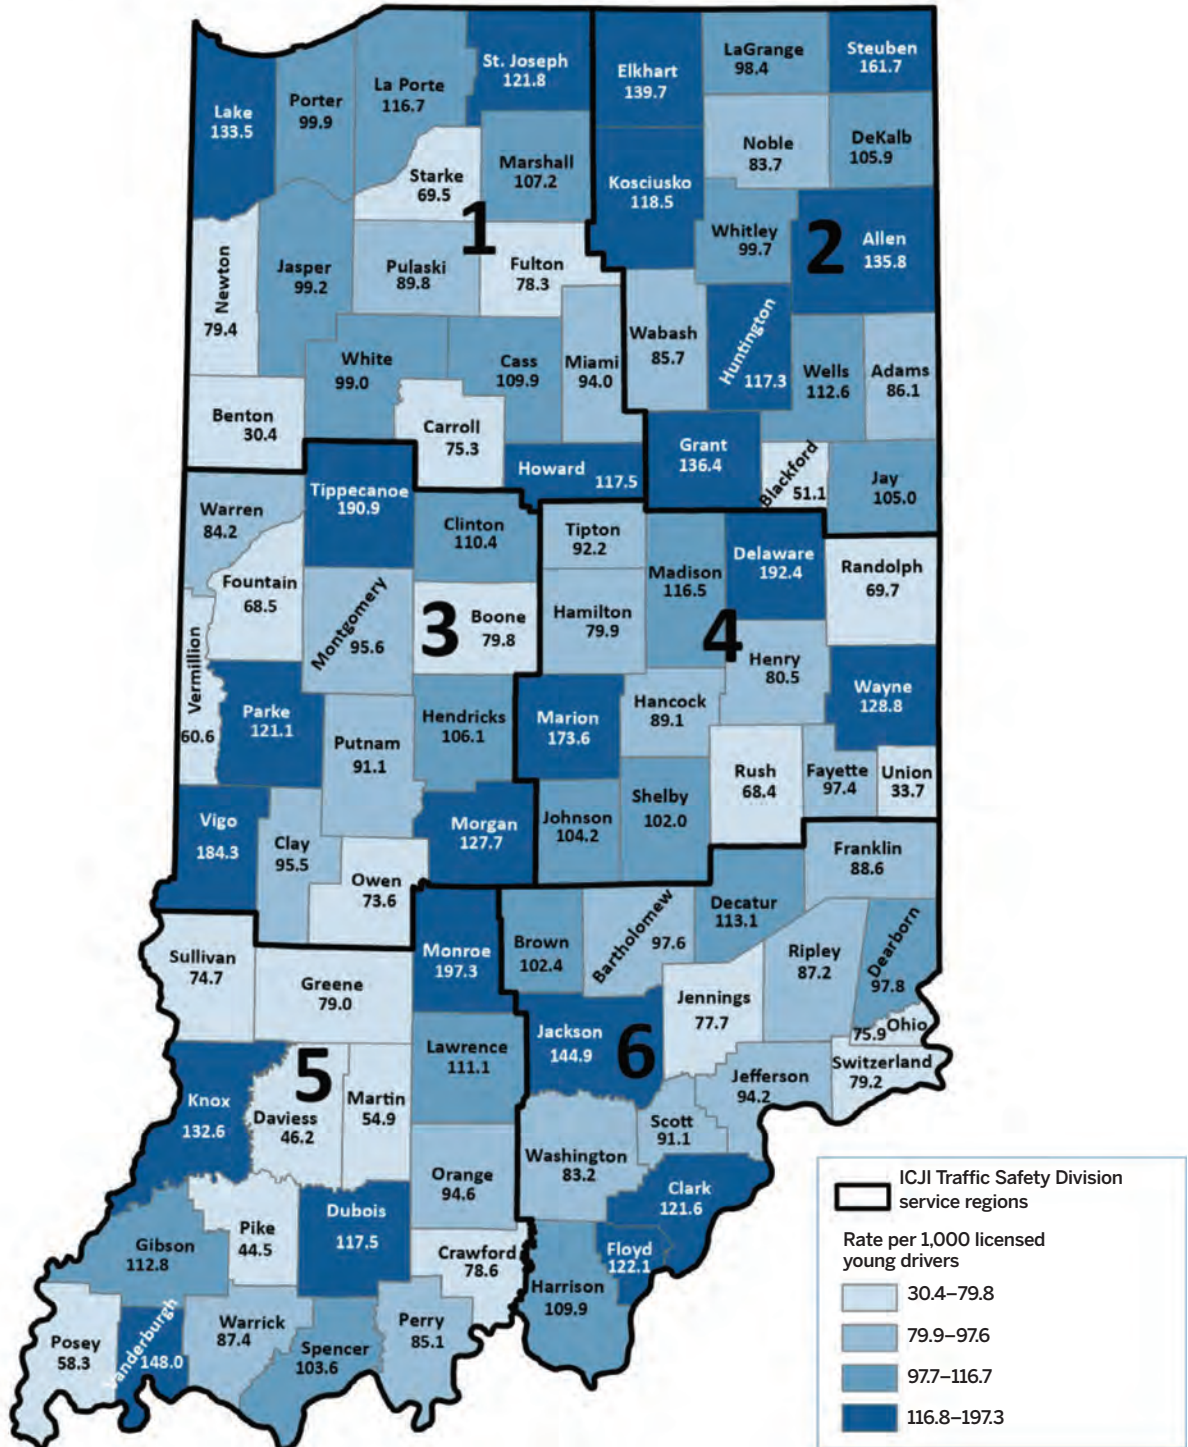 St. Joseph
121.8
Elkhart
139.7
LaGrange
98.4
Steuben
161.7
Lake
133.5
Porter
99.9
La Porte
116.7
Starke
69.5
Marshall
107.2
Noble
83.7
DeKalb
105.9
Kosciusko
118.5
Whitley
99.7
2
Allen
135.8
1
Newton
79.4
Jasper
99.2
Pulaski
89.8
Fulton
78.3
Wabash
85.7
Huntington
117.3
Wells
112.6
Adams
86.1
White
99.0
Cass
109.9
Miami
94.0
Benton
30.4
Carroll
75.3
Howard 117.5
Grant
136.4
Blackford
51.1
Jay
105.0
Tippecanoe
190.9
Warren
84.2
Clinton
110.4
Tipton
92.2
Madison
116.5
Delaware
192.4
Randolph
69.7
Fountain
68.5
Montgomery
95.6
3
Boone
79.8
Hamilton
79.9
4
Henry
80.5
Wayne
128.8
Vermillion
60.6
Parke
121.1
Putnam
91.1
Hendricks
106.1
Marion
173.6
Hancock
89.1
Rush
68.4
Fayette
97.4
Union
33.7
Vigo
184.3
Clay
95.5
Morgan
127.7
Johnson
104.2
Shelby
102.0
Owen
73.6
Franklin
88.6
Decatur
113.1
Sullivan
74.7
Greene
79.0
Monroe
197.3
Brown
102.4
Bartholomew
97.6
Ripley
87.2
Dearborn
97.8
Jennings
77.7
75.9 Ohio
Switzerland
79.2
Lawrence
111.1
Jackson
144.9
6
Jefferson
94.2
5
Knox
132.6
Daviess
46.2
Martin
54.9
Scott
91.1
Washington
83.2
Orange
94.6
Clark
121.6
Dubois
117.5
Pike
44.5
Gibson
112.8
Crawford
78.6
Floyd
122.1
Harrison
109.9
Posey
58.3
Vanderburgh
148.0
Warrick
87.4
Spencer
103.6
Perry
85.1
ICJI Traffic Safety Division
service regions
Rate per 1,000 licensed
young drivers
30.4–79.8
79.9–97.6
97.7–116.7
116.8–197.3